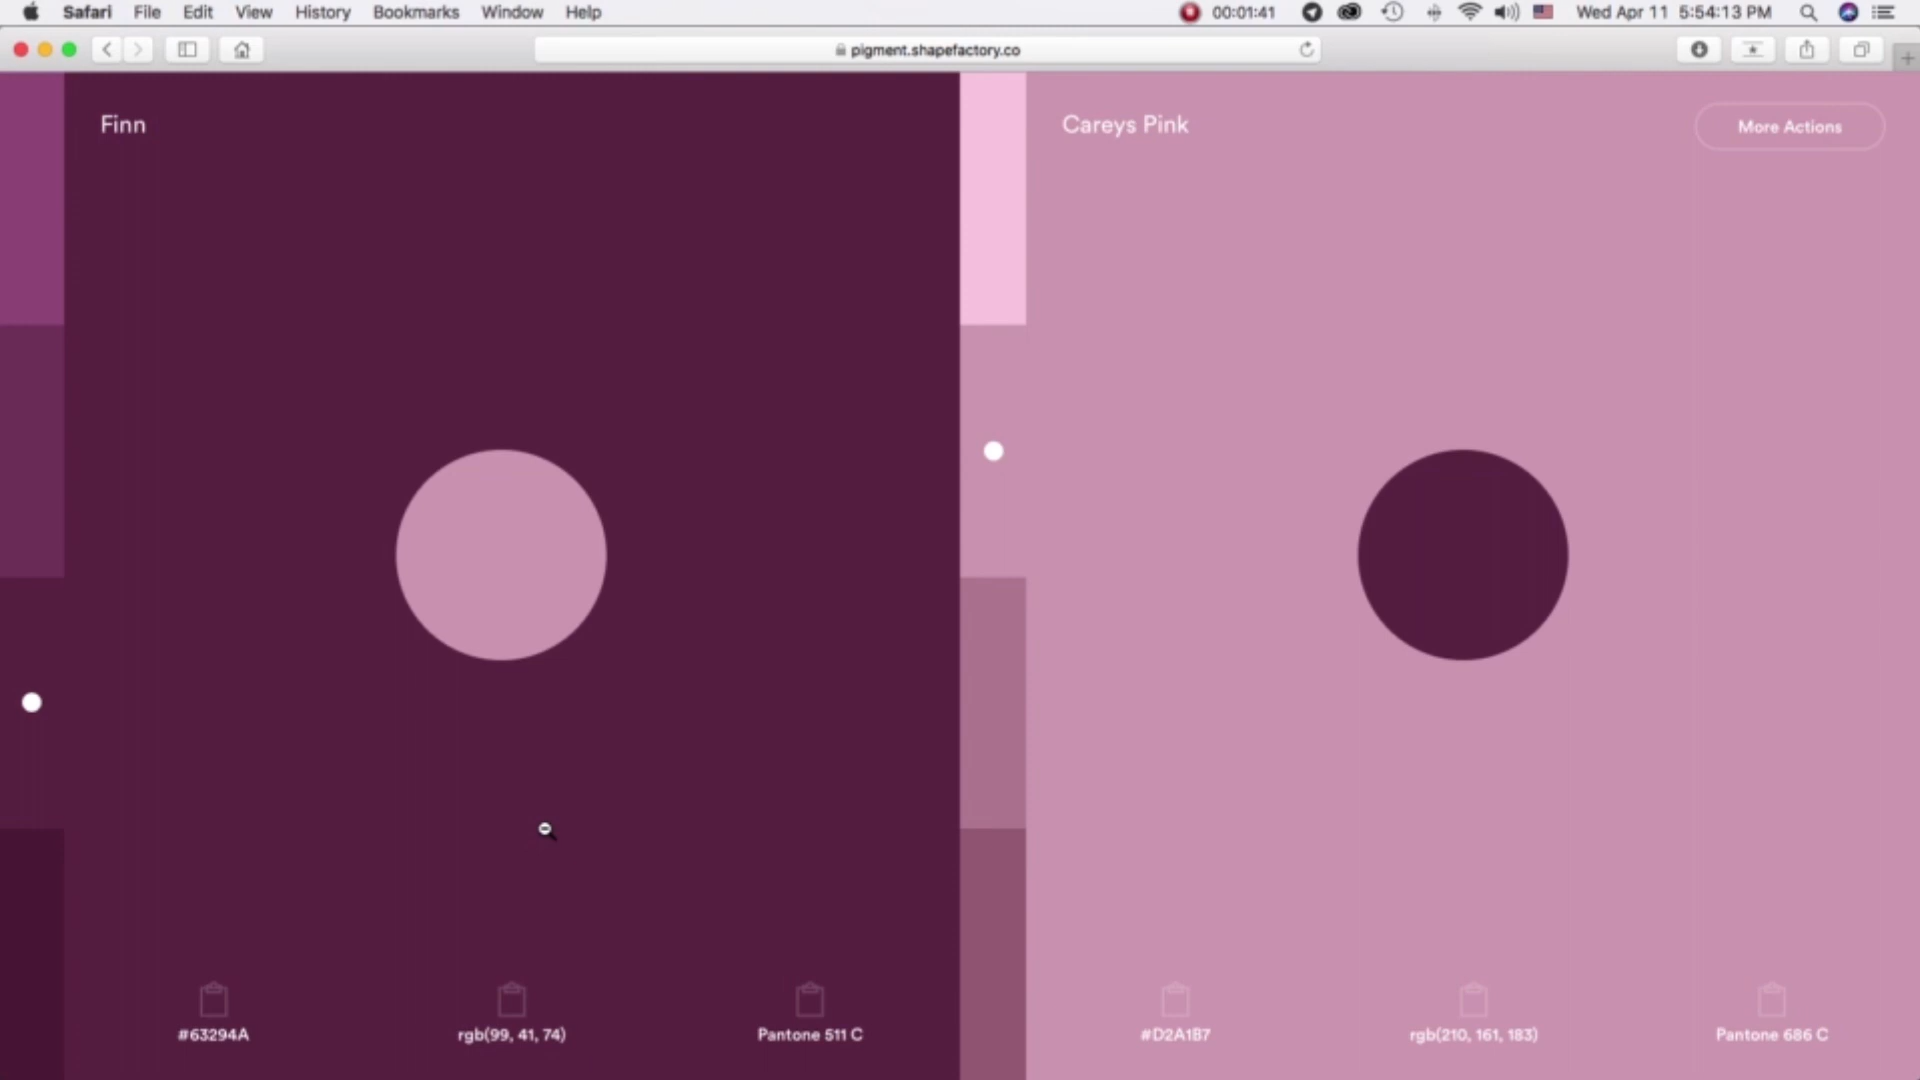 Safari File Edit View History Bookmarks Window Help 00:01:41 Wed Apr 11 5:54:13 PM
pigment.shapefactory.co
Finn
Careys Pink
More Actions
#63294A
rgb(99, 41, 74)
Pantone 511 C
#D2A1B7
rgb(210, 161, 183)
Pantone 686 C